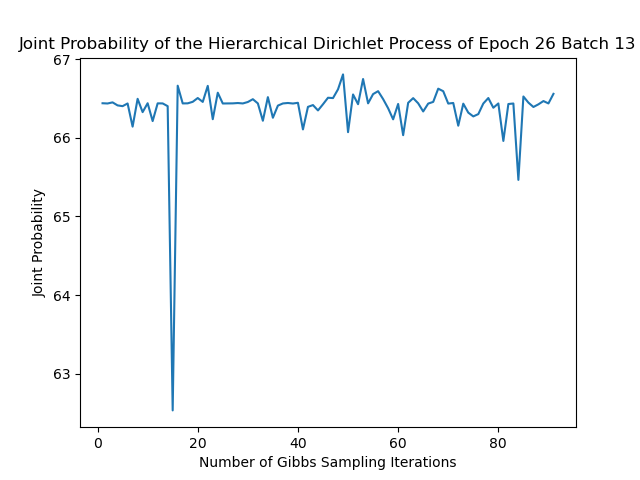 Joint Probability of the Hierarchical Dirichlet Process of Epoch 26 Batch 13
67
66
65
64
63
Joint Probability
0 20 40 60 80
Number of Gibbs Sampling Iterations